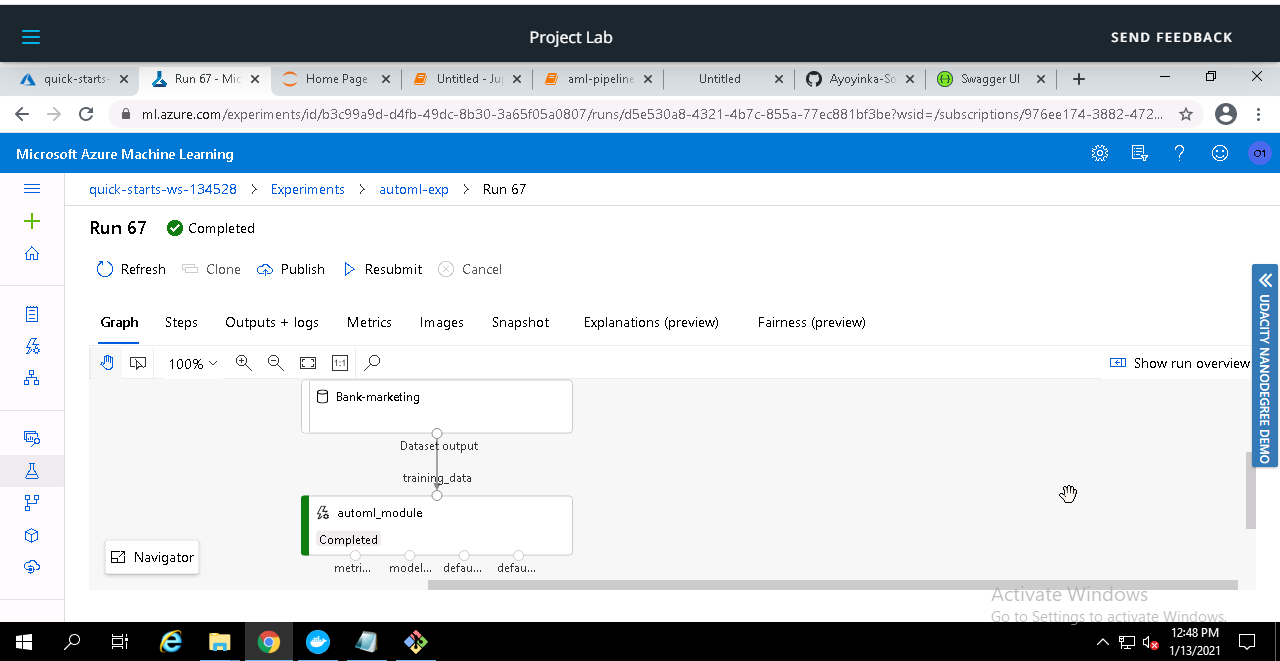 Project Lab
SEND FEEDBACK
quick-starts-
Run 67 - Mic
Home Page
Untitled - Ju
aml-pipeline
Untitled
Ayoyinka-So
Swagger UI
ml.azure.com/experiments/id/b3c99a9d-d4fb-49dc-8b30-3a65f05a0807/runs/d5e530a8-4321-4b7c-855a-77ec881bf3be?wsid=/subscriptions/976ee174-3882-472...
Microsoft Azure Machine Learning
O1
quick-starts-ws-134528 > Experiments > automl-exp > Run 67
Run 67 Completed
Refresh Clone Publish Resubmit Cancel
Graph Steps Outputs + logs Metrics Images Snapshot Explanations (preview) Fairness (preview)
100% 1:1 Show run overview
UDACITY NANODEGREE DEMO
Bank-marketing
Dataset output
training_data
automl_module
Completed
metri... model... defau... defau...
Navigator
Activate Windows
Go to Settings to activate Windows.
12:48 PM
1/13/2021